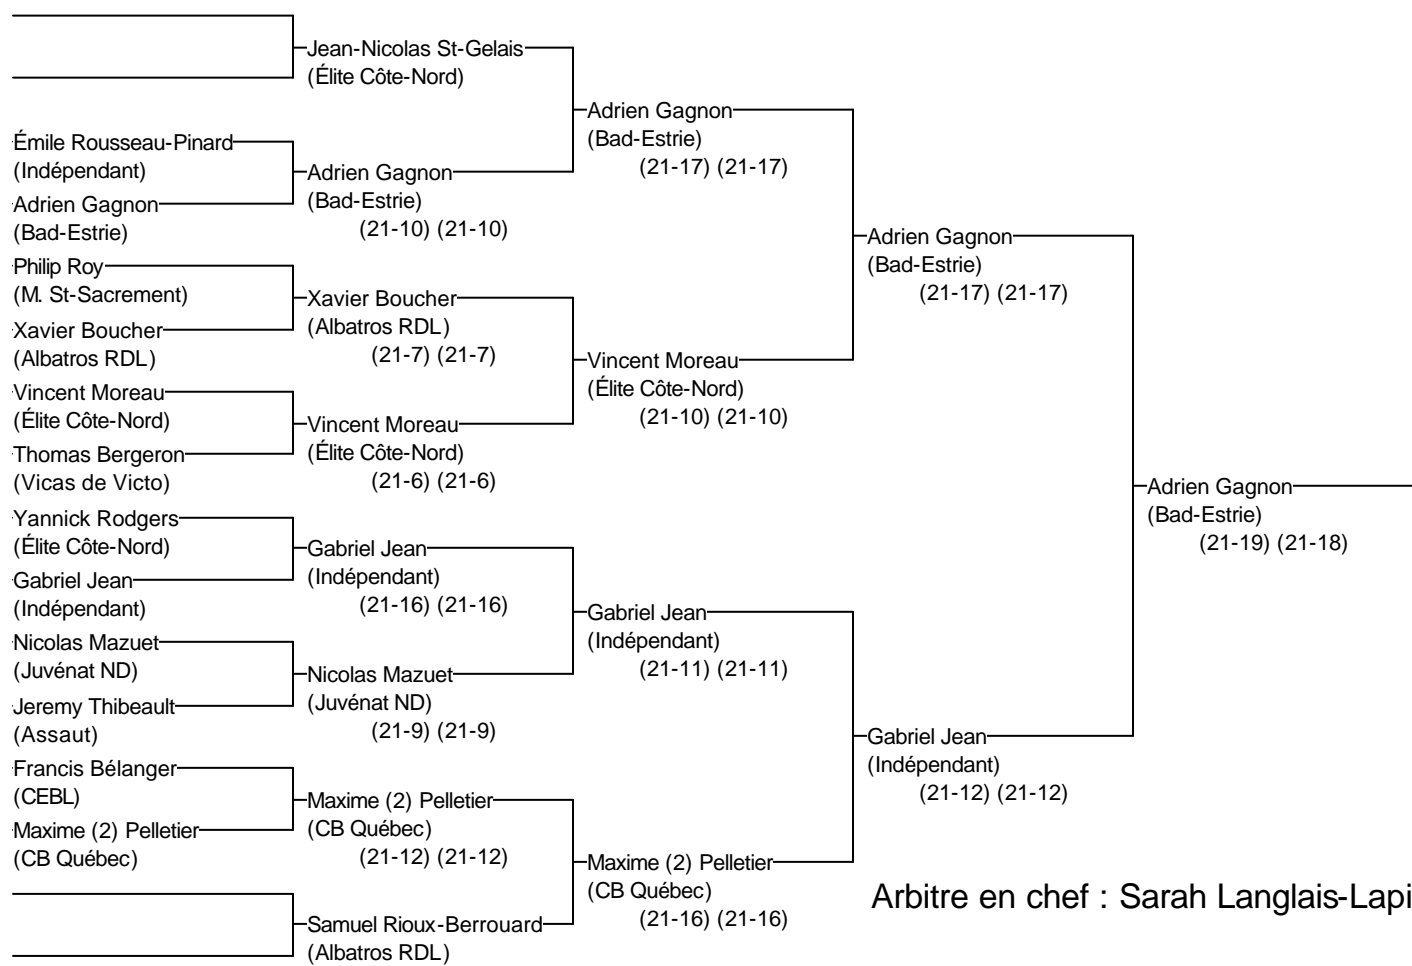 Jean-Nicolas St-Gelais
(Élite Côte-Nord)
Émile Rousseau-Pinard
(Indépendant)
Adrien Gagnon
(Bad-Estrie)
Philip Roy
(M. St-Sacrement)
Xavier Boucher
(Albatros RDL)
Vincent Moreau
(Élite Côte-Nord)
Thomas Bergeron
(Vicas de Victo)
Yannick Rodgers
(Élite Côte-Nord)
Gabriel Jean
(Indépendant)
Nicolas Mazuet
(Juvénat ND)
Jeremy Thibeault
(Assaut)
Francis Bélanger
(CEBL)
Maxime (2) Pelletier
(CB Québec)
Adrien Gagnon
(Bad-Estrie)
(21-10) (21-10)
Xavier Boucher
(Albatros RDL)
(21-7) (21-7)
Vincent Moreau
(Élite Côte-Nord)
(21-6) (21-6)
Gabriel Jean
(Indépendant)
(21-16) (21-16)
Nicolas Mazuet
(Juvénat ND)
(21-9) (21-9)
Maxime (2) Pelletier
(CB Québec)
(21-12) (21-12)
Samuel Rioux-Berrouard
(Albatros RDL)
Adrien Gagnon
(Bad-Estrie)
(21-17) (21-17)
Vincent Moreau
(Élite Côte-Nord)
(21-10) (21-10)
Gabriel Jean
(Indépendant)
(21-11) (21-11)
Maxime (2) Pelletier
(CB Québec)
(21-16) (21-16)
Adrien Gagnon
(Bad-Estrie)
(21-17) (21-17)
Gabriel Jean
(Indépendant)
(21-12) (21-12)
Adrien Gagnon
(Bad-Estrie)
(21-19) (21-18)
Arbitre en chef : Sarah Langlais-Lapi